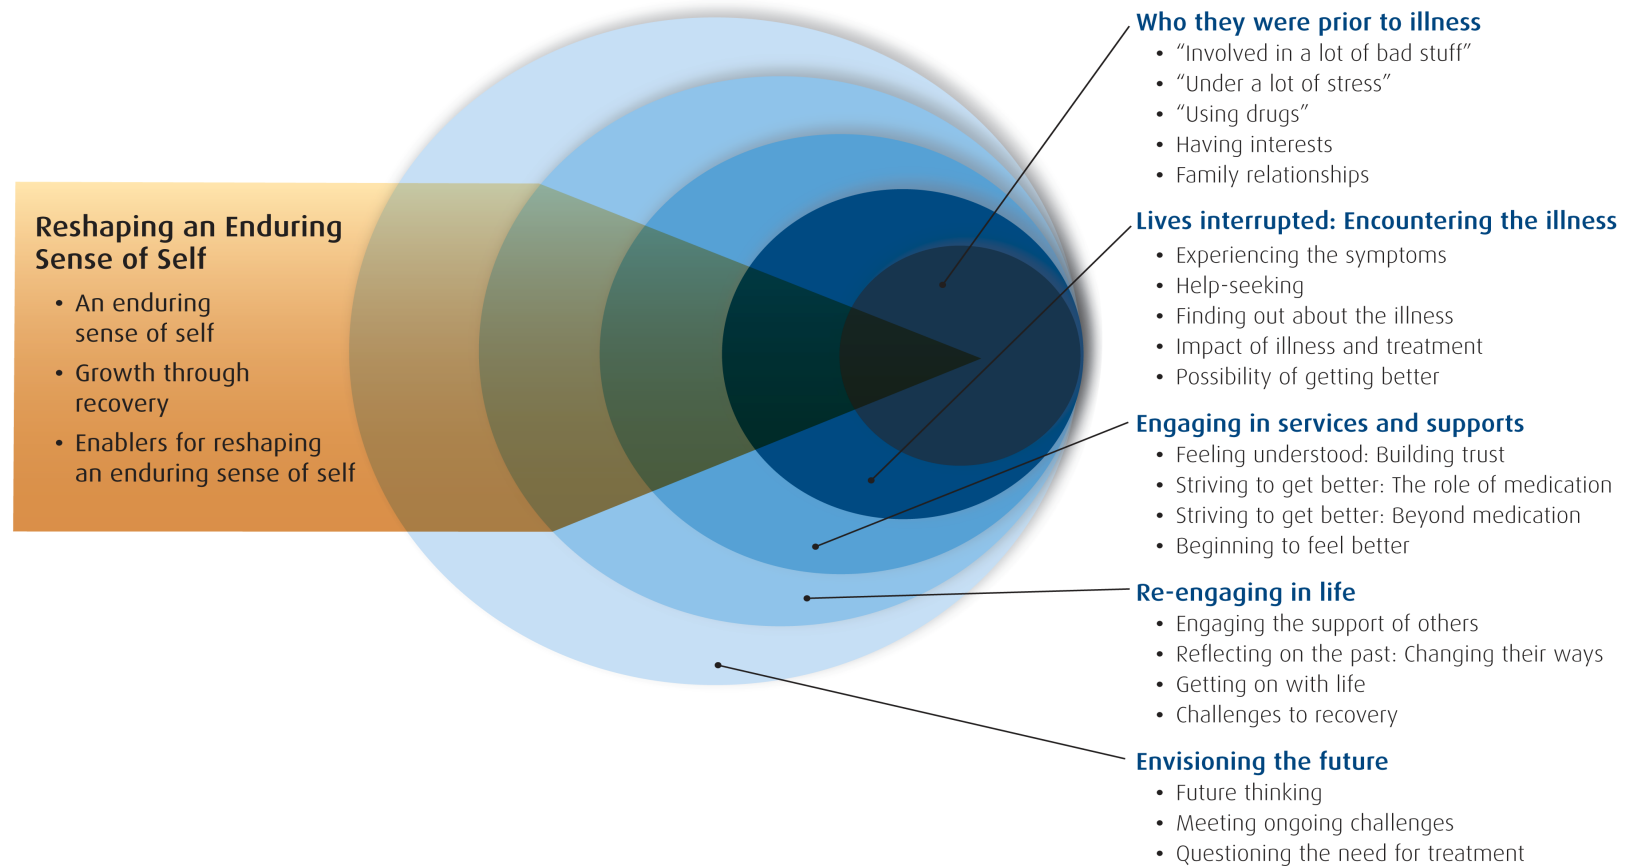 Reshaping an Enduring
Sense of Self
• An enduring
sense of self
• Growth through
recovery
• Enablers for reshaping
an enduring sense of self
Who they were prior to illness
• “Involved in a lot of bad stuff”
• “Under a lot of stress”
• “Using drugs”
• Having interests
• Family relationships
Lives interrupted: Encountering the illness
• Experiencing the symptoms
• Help-seeking
• Finding out about the illness
• Impact of illness and treatment
• Possibility of getting better
Engaging in services and supports
• Feeling understood: Building trust
• Striving to get better: The role of medication
• Striving to get better: Beyond medication
• Beginning to feel better
Re-engaging in life
• Engaging the support of others
• Reflecting on the past: Changing their ways
• Getting on with life
• Challenges to recovery
Envisioning the future
• Future thinking
• Meeting ongoing challenges
• Questioning the need for treatment